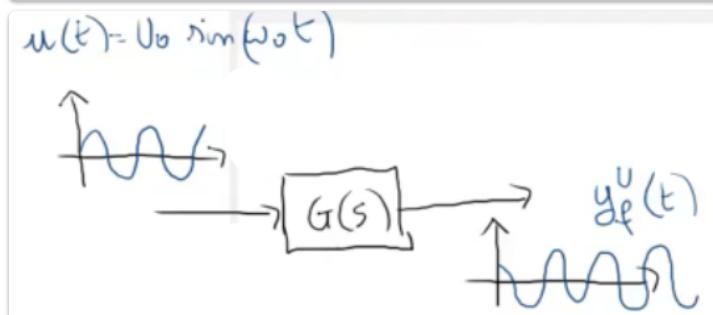 u(t)= U₀ sin(ω₀t)
G(s)
y_f^U(t)